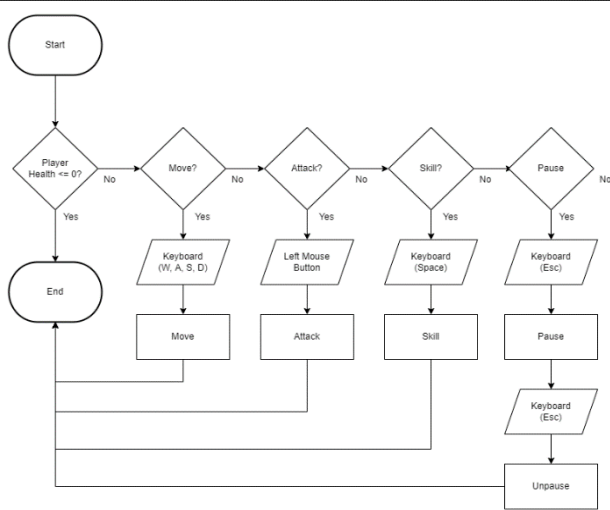 Start
Player
Health <= 0?
No
Move?
No
Attack?
No
Skill?
No
Pause
No
Yes
Yes
Yes
Yes
Yes
End
Keyboard
(W, A, S, D)
Left Mouse
Button
Keyboard
(Space)
Keyboard
(Esc)
Move
Attack
Skill
Pause
Keyboard
(Esc)
Unpause